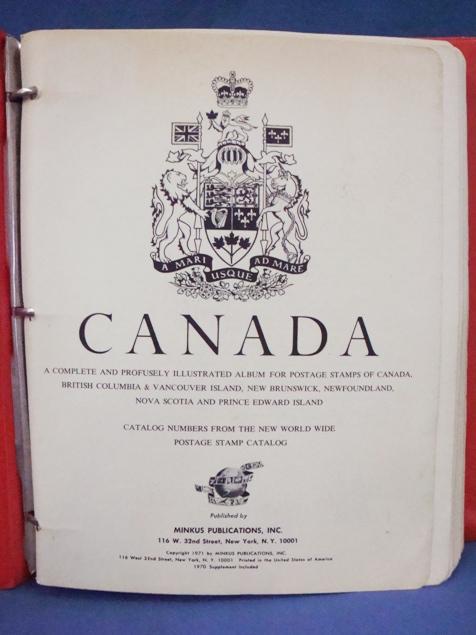 A MARI USQUE AD MARE
CANADA
A COMPLETE AND PROFUSELY ILLUSTRATED ALBUM FOR POSTAGE STAMPS OF CANADA,
BRITISH COLUMBIA & VANCOUVER ISLAND, NEW BRUNSWICK, NEWFOUNDLAND,
NOVA SCOTIA AND PRINCE EDWARD ISLAND
CATALOG NUMBERS FROM THE NEW WORLD WIDE
POSTAGE STAMP CATALOG
Published by
MINKUS PUBLICATIONS, INC.
116 W. 32nd Street, New York, N. Y. 10001
Copyright 1971 by MINKUS PUBLICATIONS, INC.
116 West 32nd Street, New York, N. Y. 10001 Printed in the United States of America
1970 Supplement Included